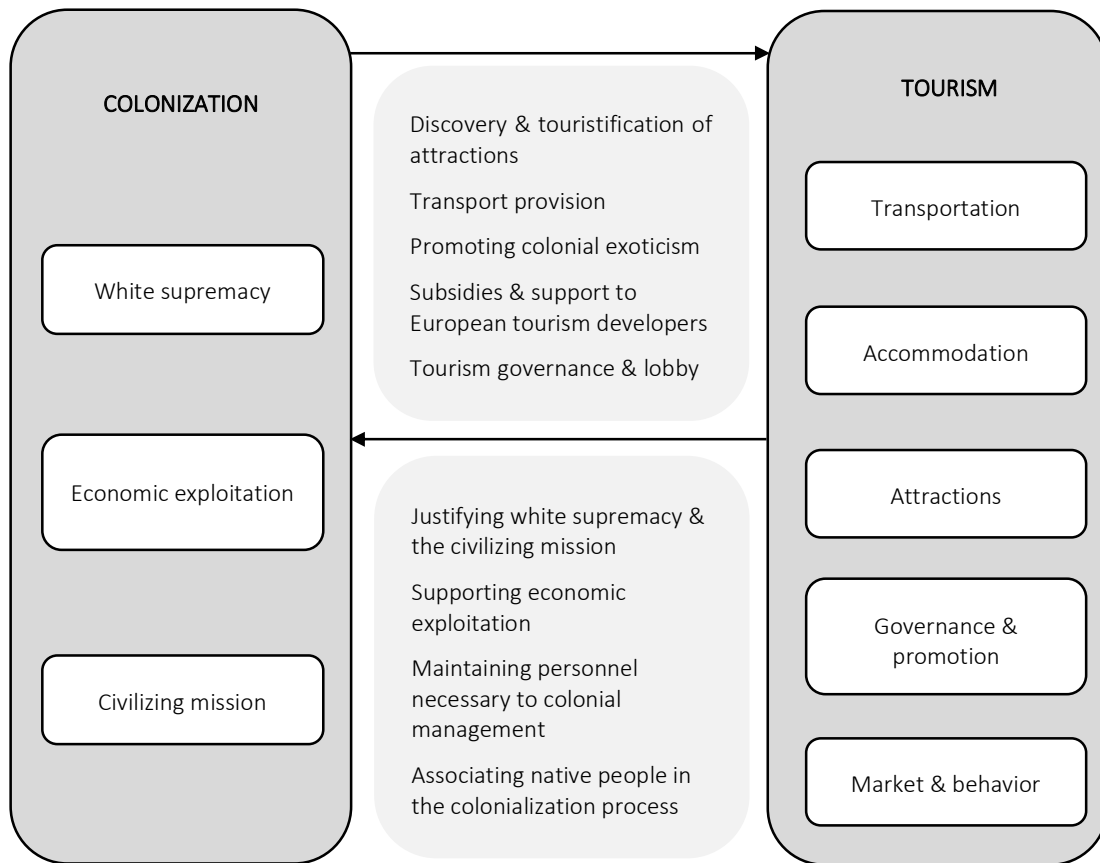 COLONIZATION
White supremacy
Economic exploitation
Civilizing mission
Discovery & touristification of
attractions
Transport provision
Promoting colonial exoticism
Subsidies & support to
European tourism developers
Tourism governance & lobby
Justifying white supremacy &
the civilizing mission
Supporting economic
exploitation
Maintaining personnel
necessary to colonial
management
Associating native people in
the colonialization process
TOURISM
Transportation
Accommodation
Attractions
Governance &
promotion
Market & behavior